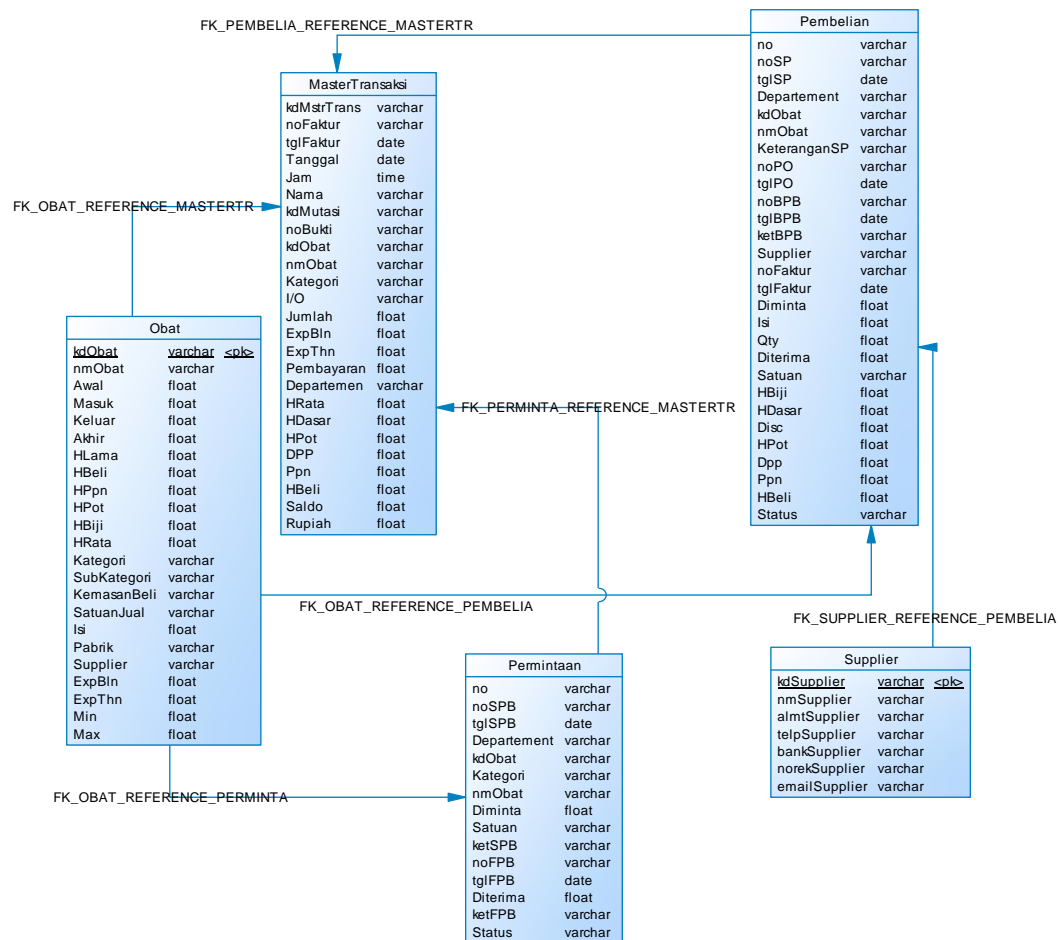 FK_PEMBELIA_REFERENCE_MASTERTR
Pembelian
no varchar
noSP varchar
tglSP date
Departement varchar
kdObat varchar
nmObat varchar
KeteranganSP varchar
noPO varchar
tglPO date
noBPB varchar
tglBPB date
ketBPB varchar
Supplier varchar
noFaktur varchar
tglFaktur date
Diminta float
Isi float
Qty float
Diterima float
Satuan varchar
HBiji float
HDasar float
Disc float
HPot float
Dpp float
Ppn float
HBeli float
Status varchar
MasterTransaksi
kdMstrTrans varchar
noFaktur varchar
tglFaktur date
Tanggal date
Jam time
Nama varchar
kdMutasi varchar
noBukti varchar
kdObat varchar
nmObat varchar
Kategori varchar
I/O varchar
Jumlah float
ExpBln float
ExpThn float
Pembayaran float
Departemen varchar
HRata float
HDasar float
HPot float
DPP float
Ppn float
HBeli float
Saldo float
Rupiah float
FK_OBAT_REFERENCE_MASTERTR
Obat
kdObat varchar <pk>
nmObat varchar
Awal float
Masuk float
Keluar float
Akhir float
HLama float
HBeli float
HPpn float
HPot float
HBiji float
HRata float
Kategori varchar
SubKategori varchar
KemasanBeli varchar
SatuanJual varchar
Isi float
Pabrik varchar
Supplier varchar
ExpBln float
ExpThn float
Min float
Max float
FK_PERMINTA_REFERENCE_MASTERTR
FK_OBAT_REFERENCE_PEMBELIA
FK_SUPPLIER_REFERENCE_PEMBELIA
Supplier
kdSupplier varchar <pk>
nmSupplier varchar
almtSupplier varchar
telpSupplier varchar
bankSupplier varchar
norekSupplier varchar
emailSupplier varchar
Permintaan
no varchar
noSPB varchar
tglSPB date
Departement varchar
kdObat varchar
Kategori varchar
nmObat varchar
Diminta float
Satuan varchar
ketSPB varchar
noFPB varchar
tglFPB date
Diterima float
ketFPB varchar
Status varchar
FK_OBAT_REFERENCE_PERMINTA